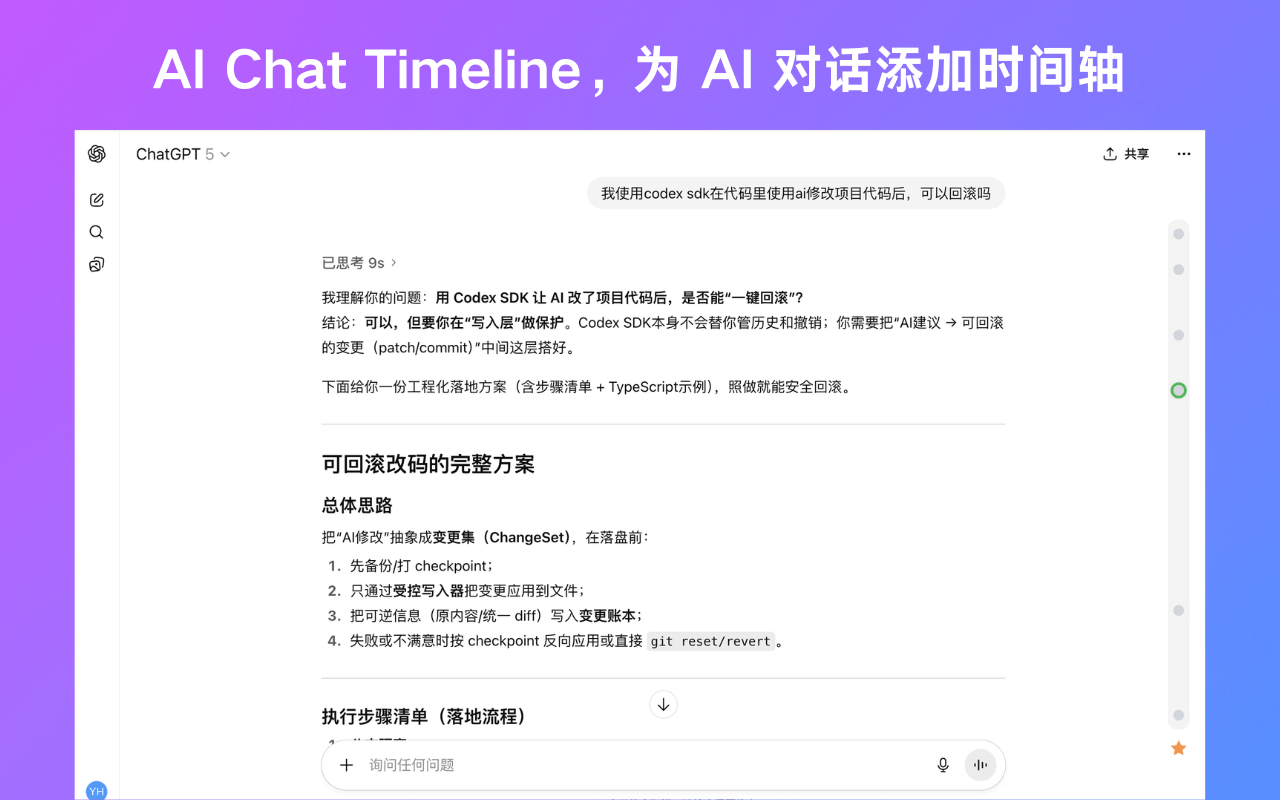 AI Chat Timeline，为 AI 对话添加时间轴
ChatGPT 5
共享
我使用codex sdk在代码里使用ai修改项目代码后，可以回滚吗
已思考 9s
我理解你的问题：用 Codex SDK 让 AI 改了项目代码后，是否能“一键回滚”？
结论：可以，但要你在“写入层”做保护。Codex SDK本身不会替你管历史和撤销；你需要把“AI建议 → 可回滚
的变更（patch/commit）”中间这层搭好。
下面给你一份工程化落地方案（含步骤清单 + TypeScript示例），照做就能安全回滚。
可回滚改码的完整方案
总体思路
把“AI修改”抽象成变更集（ChangeSet），在落盘前：
1. 先备份/打 checkpoint；
2. 只通过受控写入器把变更应用到文件；
3. 把可逆信息（原内容/统一 diff）写入变更账本；
4. 失败或不满意时按 checkpoint 反向应用或直接 git reset/revert。
执行步骤清单（落地流程）
询问任何问题
YH